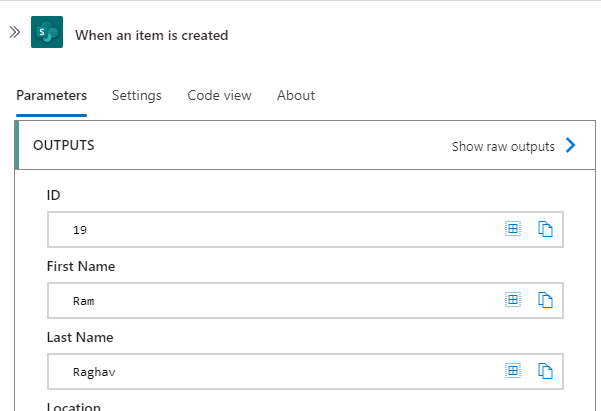 When an item is created
Parameters Settings Code view About
OUTPUTS Show raw outputs
ID
19
First Name
Ram
Last Name
Raghav
Location